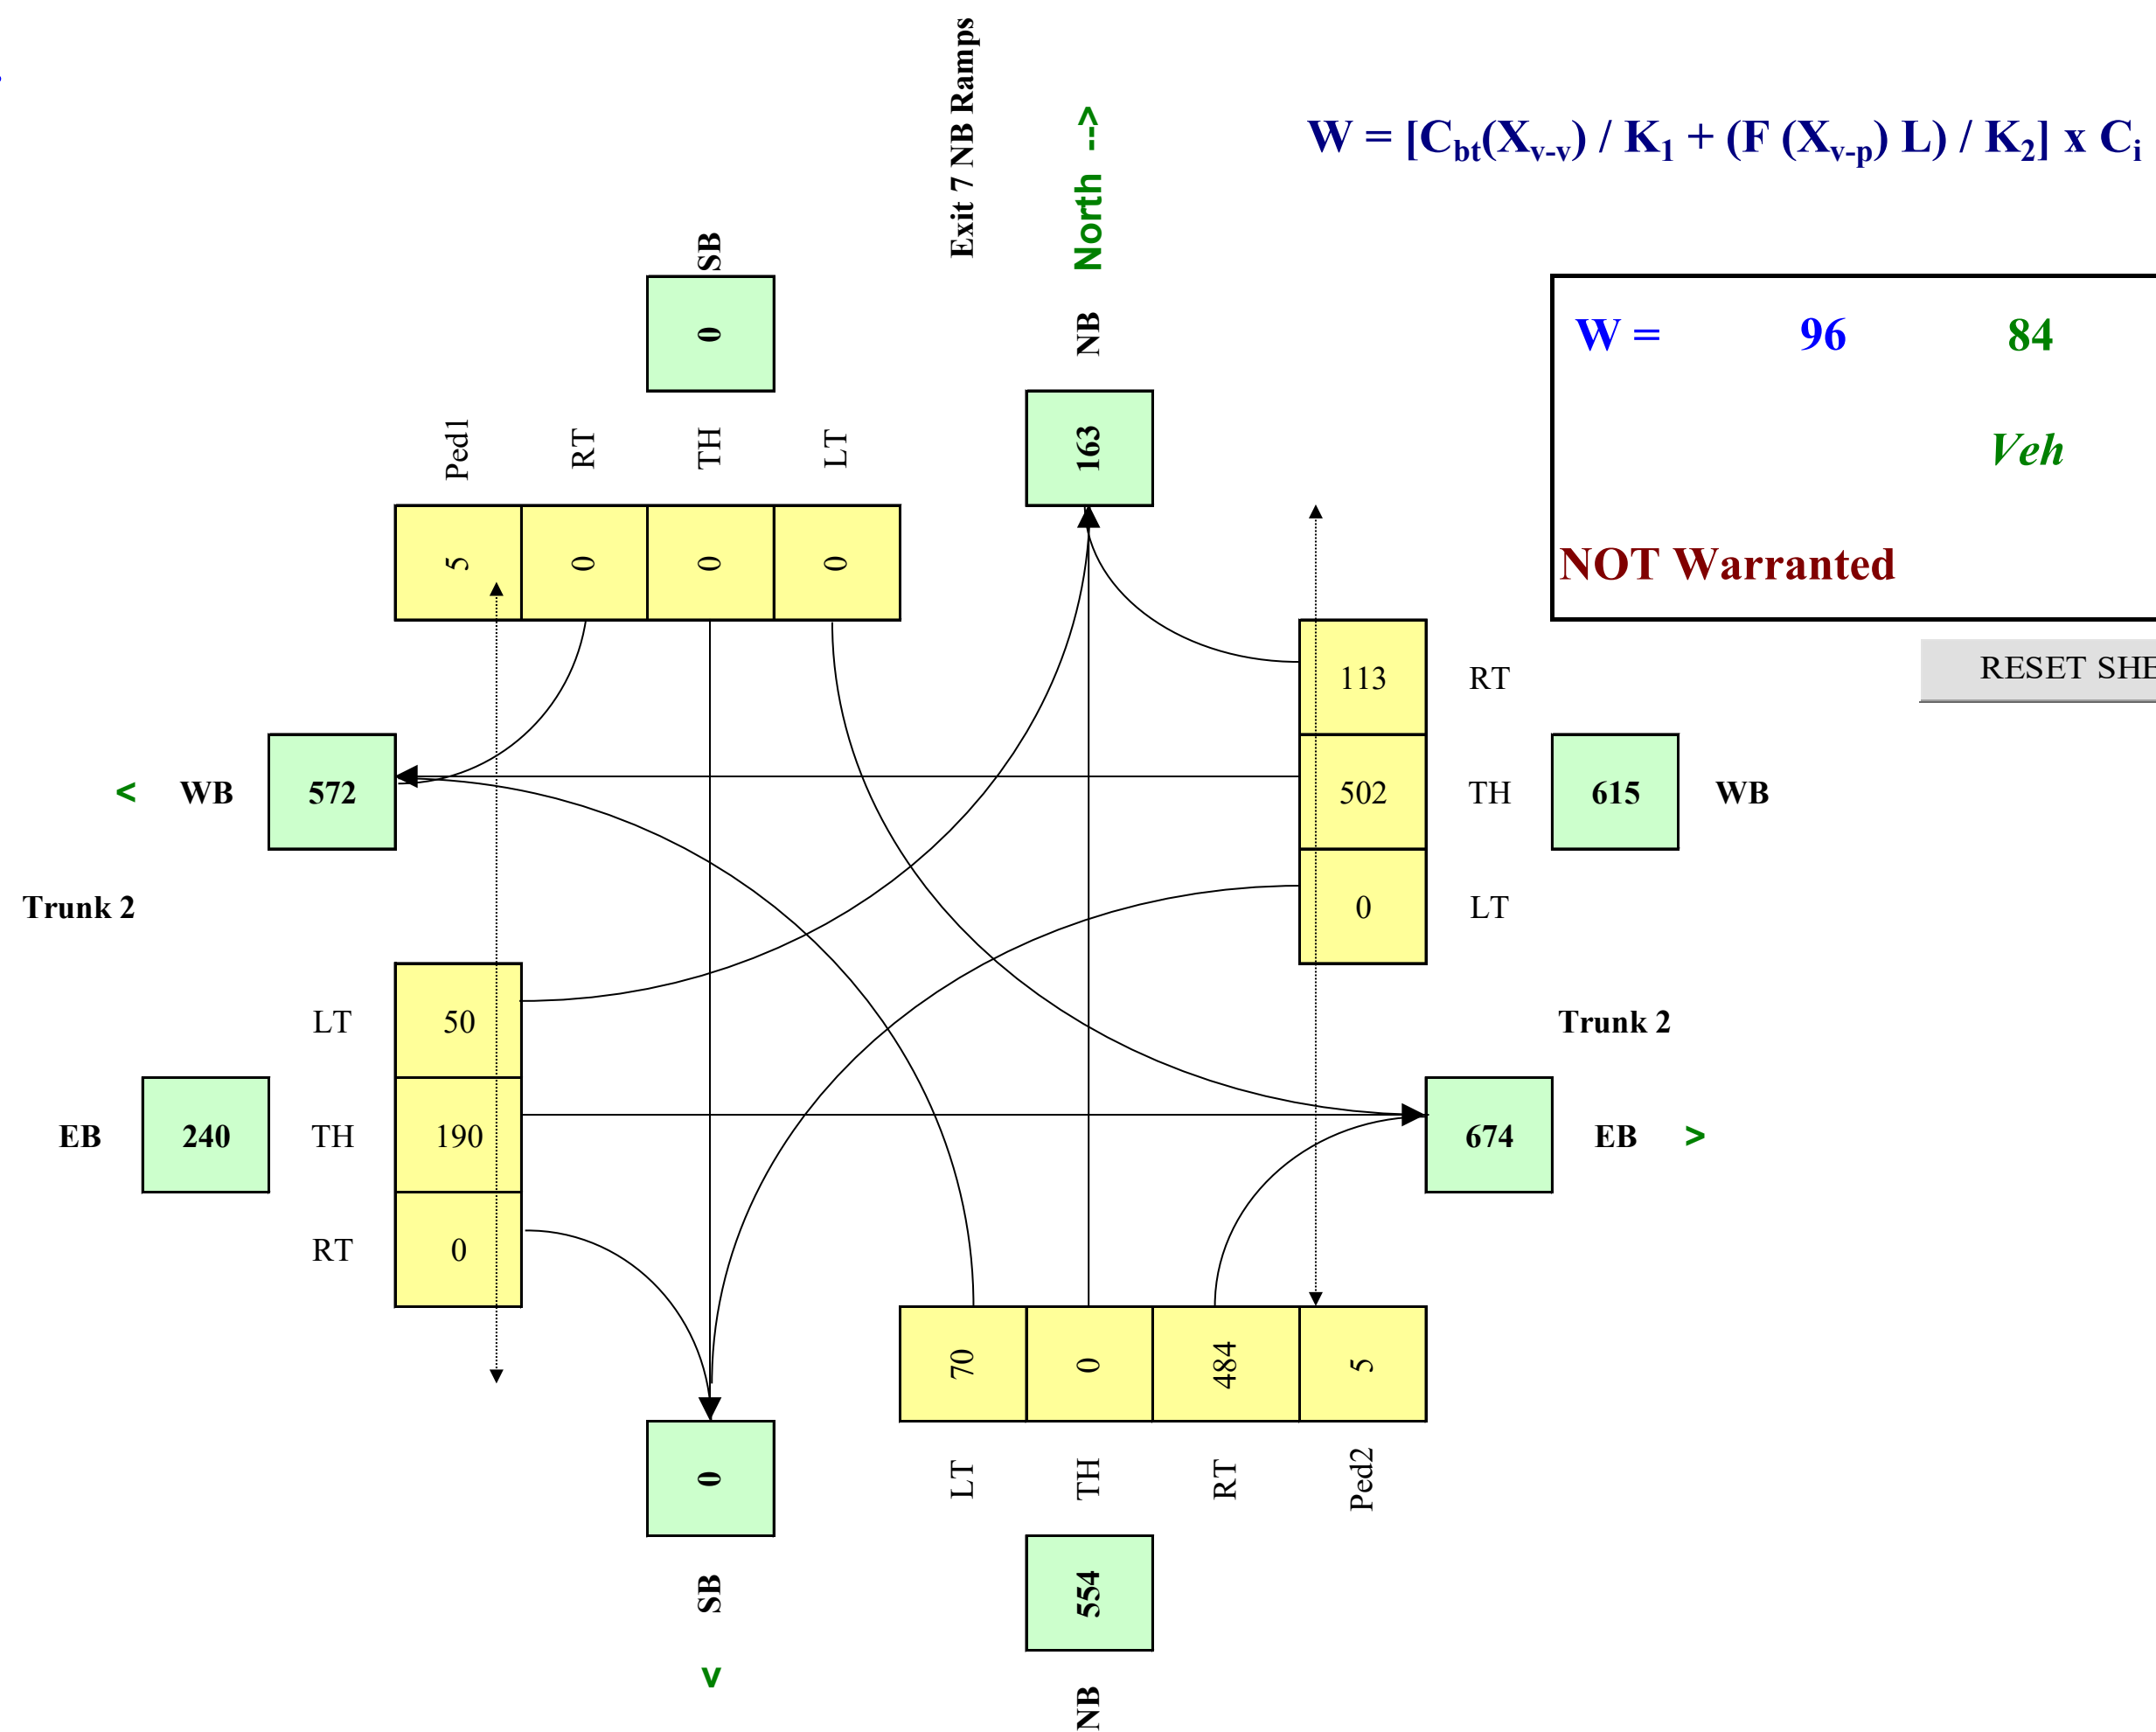 Exit 7 NB Ramps
North -->
W = [Cbt(Xv-v) / K1 + (F (Xv-p) L) / K2] x Ci
SB
0
NB
163
W = 96 84
Veh
NOT Warranted
RESET SHE
Ped1 RT TH LT
5 0 0 0
113 RT
502 TH 615 WB
0 LT
< WB 572
Trunk 2
LT 50
EB 240 TH 190
RT 0
Trunk 2
674 EB >
70 0 484 5
LT TH RT Ped2
0
SB
<
554
NB